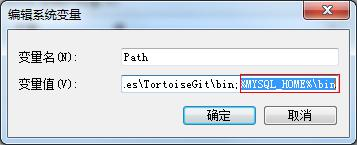 编辑系统变量
变量名(N):
Path
变量值(V):
.es\TortoiseGit\bin;%MYSQL_HOME%\bin
确定
取消